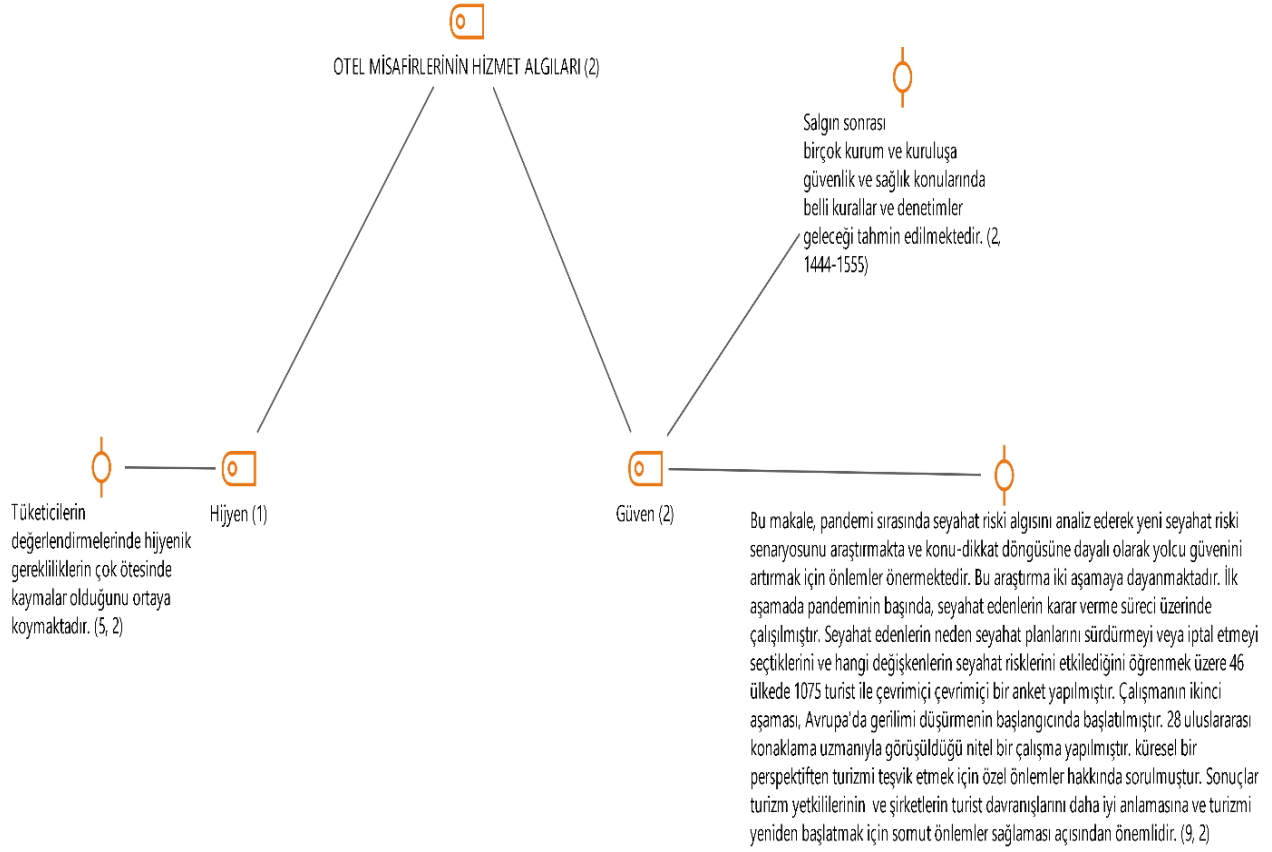 OTEL MİSAFİRLERİNİN HİZMET ALGILARI (2)
Salgın sonrası
birçok kurum ve kuruluşa
güvenlik ve sağlık konularında
belli kurallar ve denetimler
geleceği tahmin edilmektedir. (2,
1444-1555)
Tüketicilerin
değerlendirmelerinde hijyenik
gerekliliklerin çok ötesinde
kaymalar olduğunu ortaya
koymaktadır. (5, 2)
Hijyen (1)
Güven (2)
Bu makale, pandemi sırasında seyahat riski algısını analiz ederek yeni seyahat riski
senaryosunu araştırmakta ve konu-dikkat döngüsüne dayalı olarak yolcu güvenini
artırmak için önlemler önermektedir. Bu araştırma iki aşamaya dayanmaktadır. İlk
aşamada pandeminin başında, seyahat edenlerin karar verme süreci üzerinde
çalışılmıştır. Seyahat edenlerin neden seyahat planlarını sürdürmeyi veya iptal etmeyi
seçtiklerini ve hangi değişkenlerin seyahat risklerini etkilediğini öğrenmek üzere 46
ülkede 1075 turist ile çevrimiçi çevrimiçi bir anket yapılmıştır. Çalışmanın ikinci
aşaması, Avrupa'da gerilimi düşürmenin başlangıcında başlatılmıştır. 28 uluslararası
konaklama uzmanıyla görüşüldüğü nitel bir çalışma yapılmıştır. küresel bir
perspektiften turizmi teşvik etmek için özel önlemler hakkında sorulmuştur. Sonuçlar
turizm yetkililerinin ve şirketlerin turist davranışlarını daha iyi anlamasına ve turizmi
yeniden başlatmak için somut önlemler sağlaması açısından önemlidir. (9, 2)